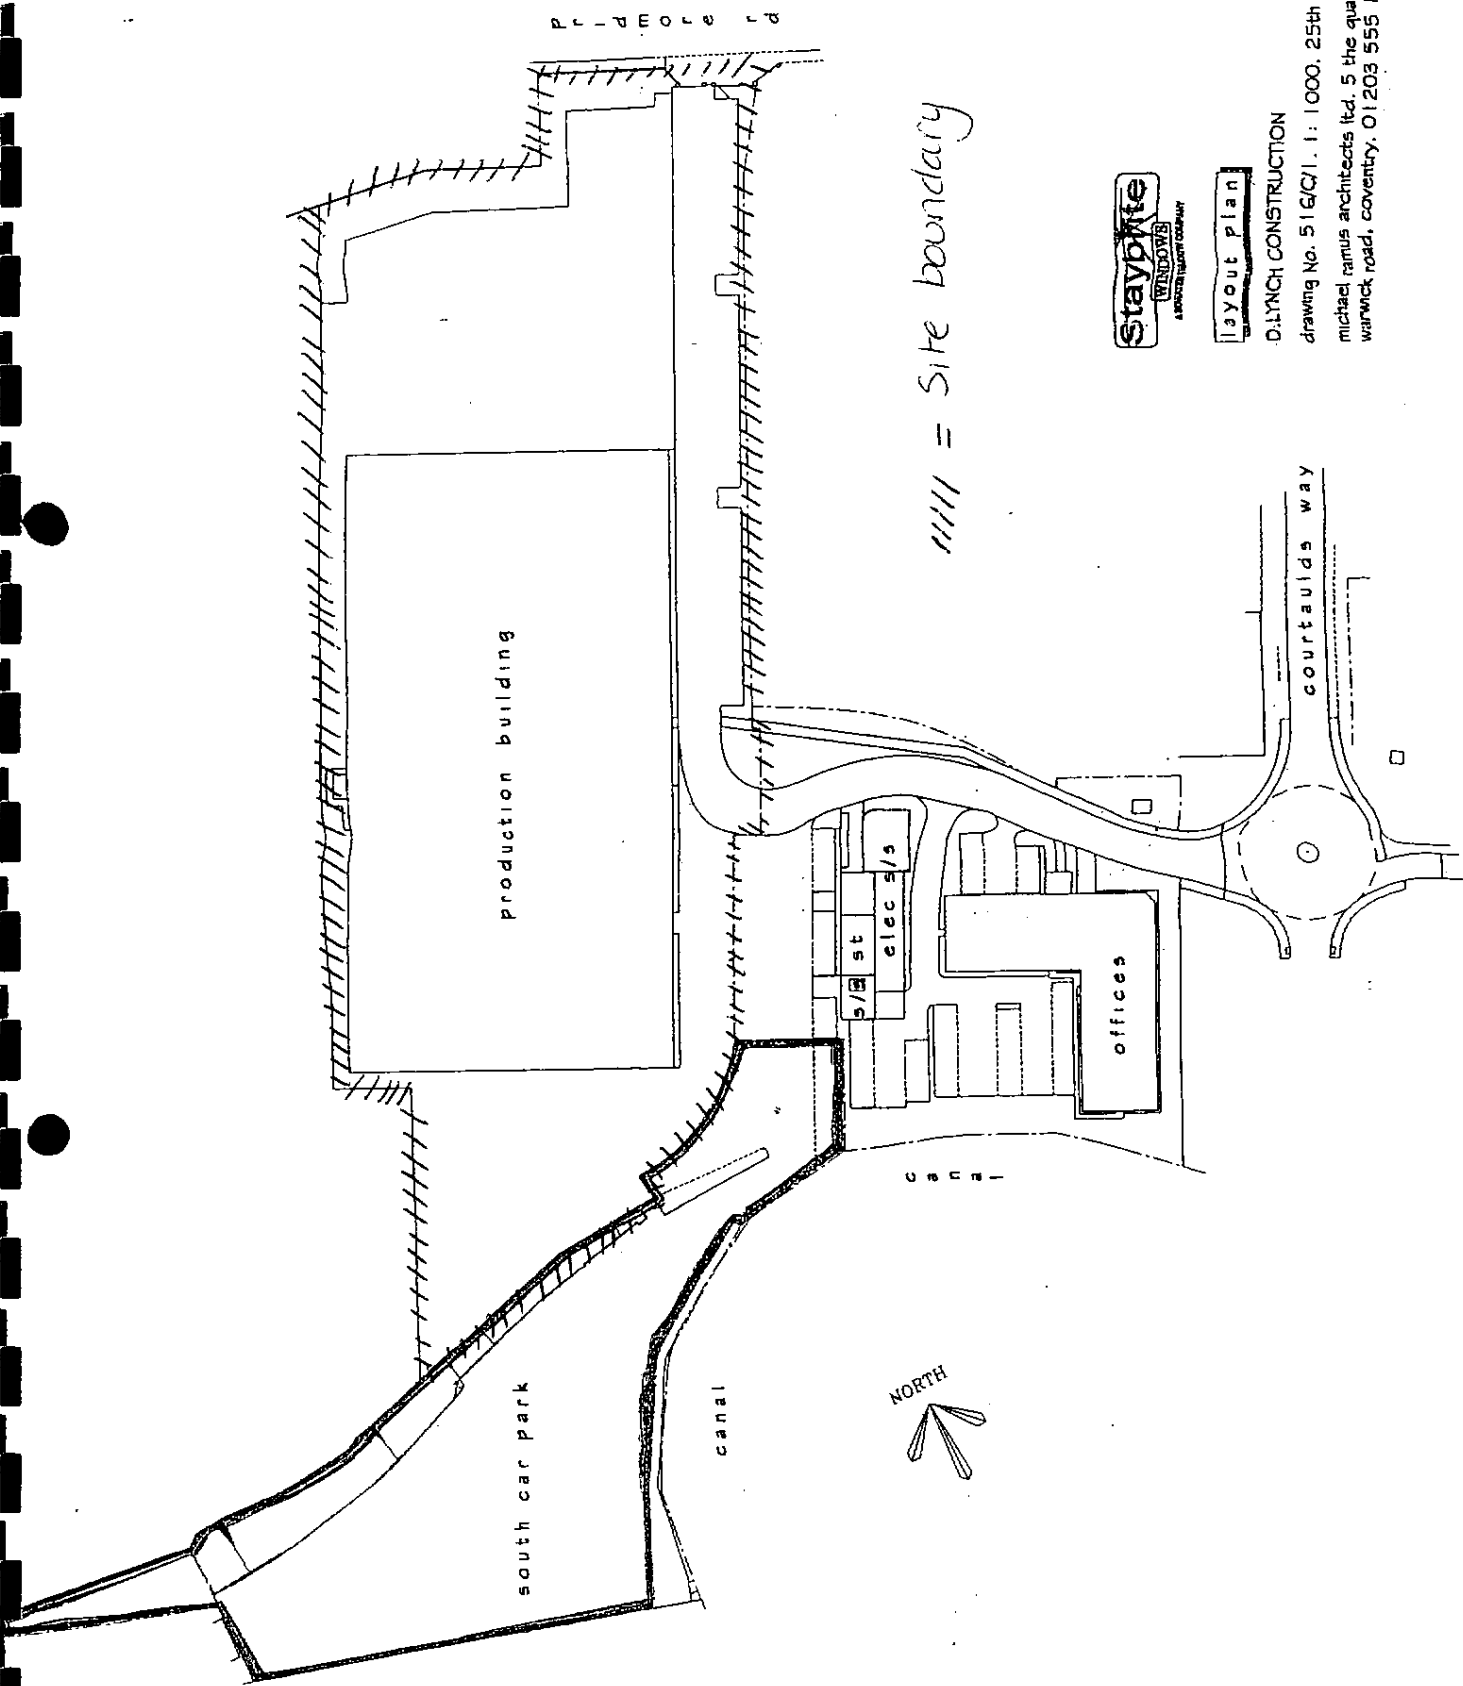 pridmore rd
production building
///// = Site boundary
Staybrite
WINDOWS
layout plan
D.LYNCH CONSTRUCTION
drawing No. 516/C/1. 1:1000. 25th
michael ramus architects ltd. 5 the qua
warwick road. coventry. 01203 555
courtaulds way
elec s/s
st
offices
canal
south car park
canal
NORTH